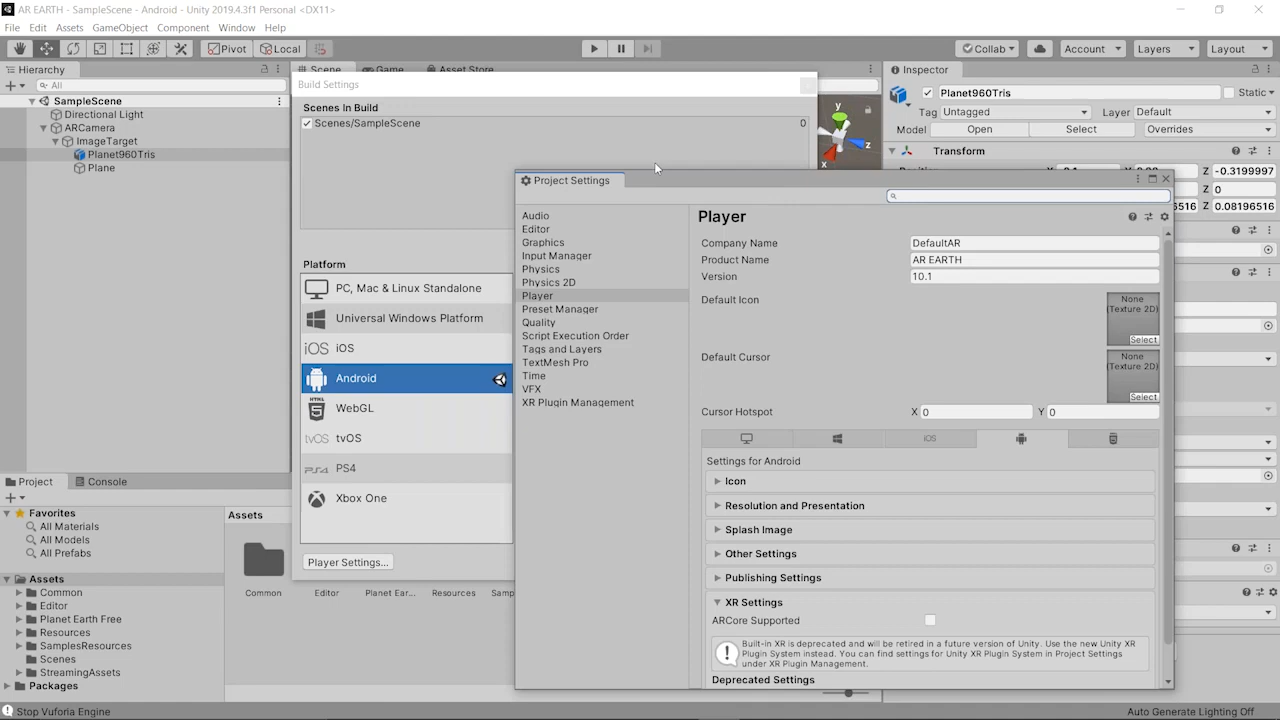 AR EARTH - SampleScene - Android - Unity 2019.4.3f1 Personal <DX11>
File Edit Assets GameObject Component Window Help
Pivot Local Collab Account Layers Layout
Hierarchy
All
SampleScene
Directional Light
ARCamera
ImageTarget
Planet960Tris
Plane
Scene Game Asset Store
Build Settings
Scenes In Build
Scenes/SampleScene 0
Platform
PC, Mac & Linux Standalone
Universal Windows Platform
iOS iOS
Android
HTML
WebGL
tvOS tvOS
PS4 PS4
Xbox One
Player Settings...
y
z
x
Project Settings
Audio
Editor
Graphics
Input Manager
Physics
Physics 2D
Player
Preset Manager
Quality
Script Execution Order
Tags and Layers
TextMesh Pro
Time
VFX
XR Plugin Management
Player
Company Name DefaultAR
Product Name AR EARTH
Version 10.1
Default Icon
None
(Texture 2D)
Select
Default Cursor
None
(Texture 2D)
Select
Cursor Hotspot X 0 Y 0
iOS
Settings for Android
Icon
Resolution and Presentation
Splash Image
Other Settings
Publishing Settings
XR Settings
ARCore Supported
Built-in XR is deprecated and will be retired in a future version of Unity. Use the new Unity XR
Plugin System instead. You can find settings for Unity XR Plugin System in Project Settings
under XR Plugin Management.
Deprecated Settings
Inspector
Planet960Tris Static
Tag Untagged Layer Default
Model Open Select Overrides
Transform
Z -0.3199997
Z 0
Z 0.08196516
Project Console
Favorites
All Materials
All Models
All Prefabs
Assets
Common
Editor
Planet Earth Free
Resources
SamplesResources
Scenes
StreamingAssets
Packages
Assets
Common Editor Planet Ear... Resources Samp
Stop Vuforia Engine
Auto Generate Lighting Off